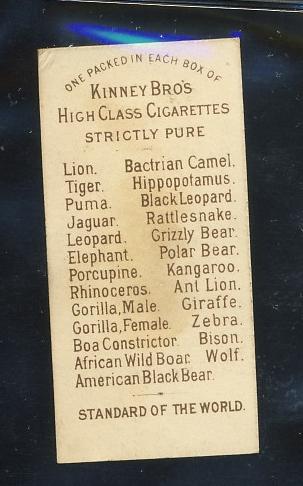 ONE PACKED IN EACH BOX OF
KINNEY BRO'S
HIGH CLASS CIGARETTES
STRICTLY PURE
Lion. Bactrian Camel.
Tiger. Hippopotamus.
Puma. Black Leopard.
Jaguar. Rattlesnake.
Leopard. Grizzly Bear.
Elephant. Polar Bear.
Porcupine. Kangaroo.
Rhinoceros. Ant Lion.
Gorilla, Male. Giraffe.
Gorilla, Female. Zebra.
Boa Constrictor. Bison.
African Wild Boar. Wolf.
American Black Bear.
STANDARD OF THE WORLD.